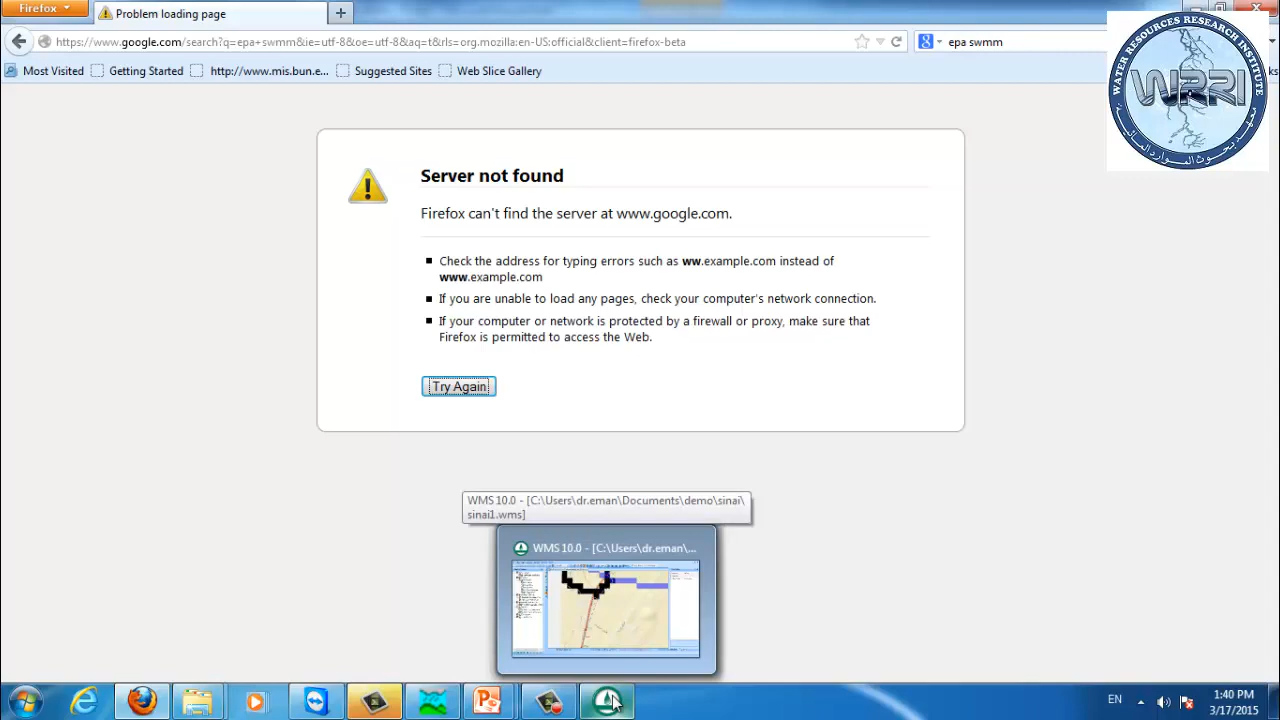 Firefox
Problem loading page
https://www.google.com/search?q=epa+swmm&ie=utf-8&oe=utf-8&aq=t&rls=org.mozilla:en-US:official&client=firefox-beta
epa swmm
Most Visited
Getting Started
http://www.mis.bun.e...
Suggested Sites
Web Slice Gallery
WATER RESOURCES RESEARCH INSTITUTE
WRRI
معهد بحوث الموارد المائية
Server not found
Firefox can't find the server at www.google.com.
Check the address for typing errors such as ww.example.com instead of
www.example.com
If you are unable to load any pages, check your computer's network connection.
If your computer or network is protected by a firewall or proxy, make sure that
Firefox is permitted to access the Web.
Try Again
WMS 10.0 - [C:\Users\dr.eman\Documents\demo\sinai\
sinai1.wms]
WMS 10.0 - [C:\Users\dr.eman\...
EN
1:40 PM
3/17/2015